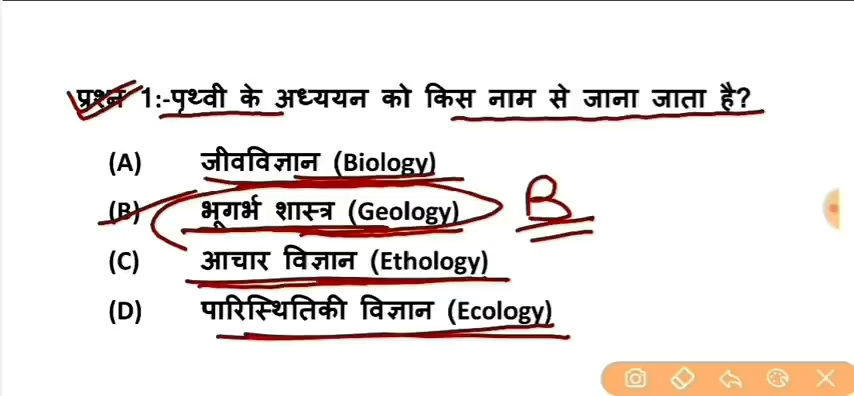 प्रश्न 1:-पृथ्वी के अध्ययन को किस नाम से जाना जाता है?
(A) जीवविज्ञान (Biology)
(B) भूगर्भ शास्त्र (Geology) B
(C) आचार विज्ञान (Ethology)
(D) पारिस्थितिकी विज्ञान (Ecology)